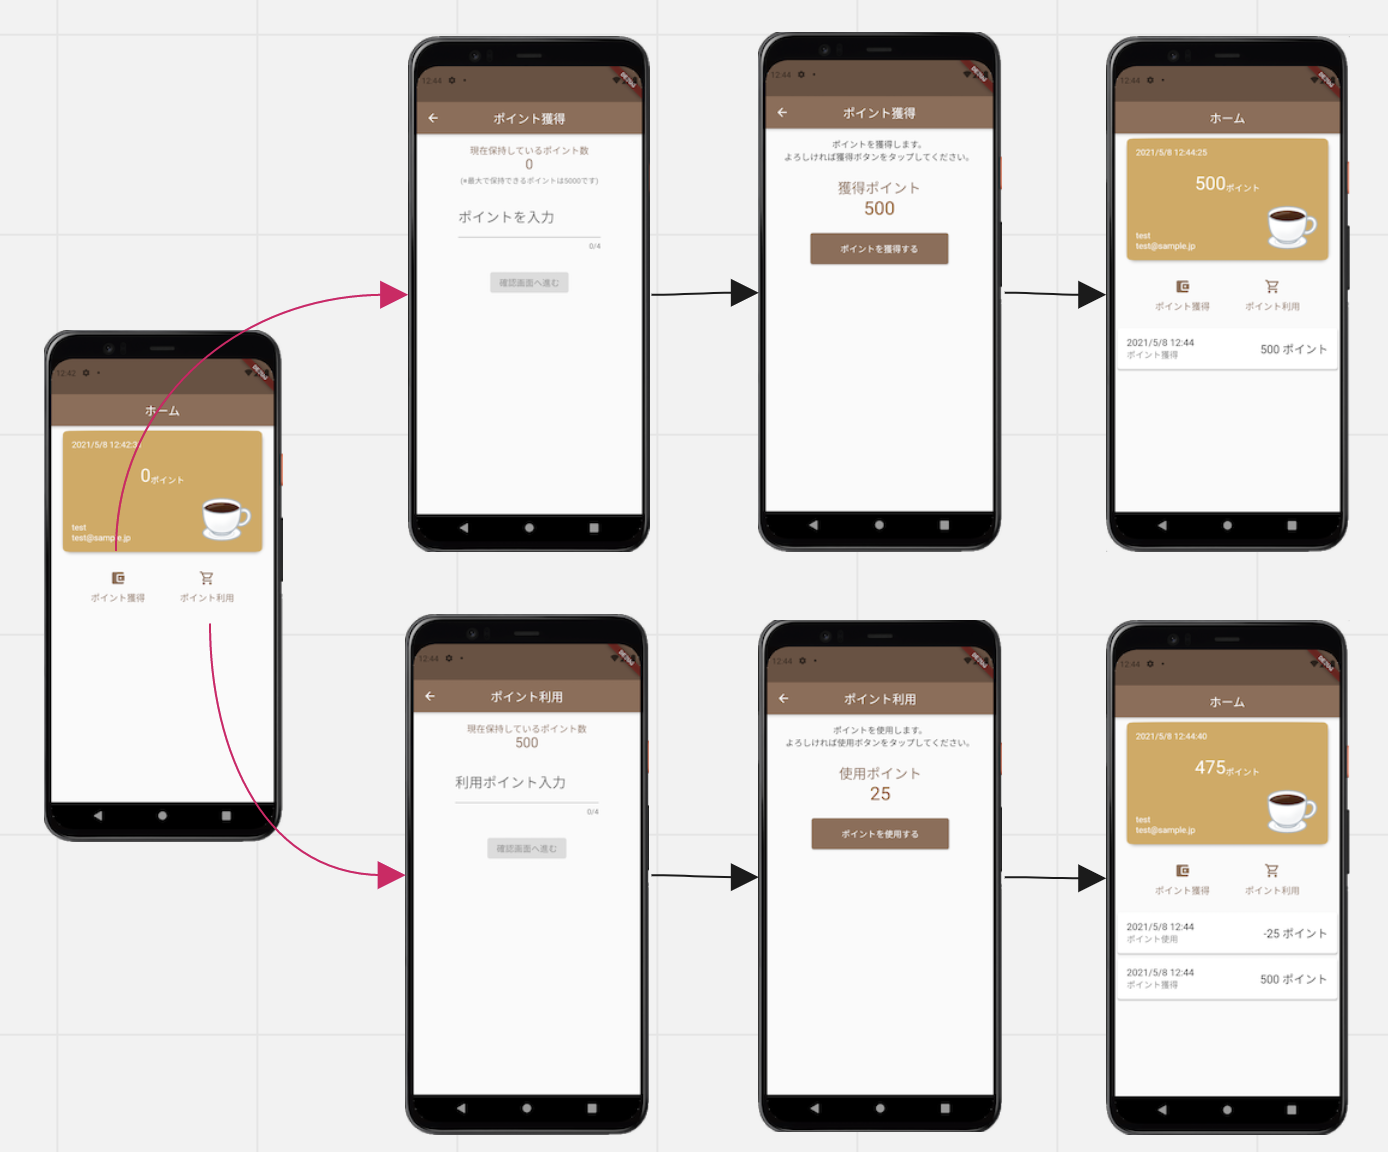 12:42
ホーム
2021/5/8 12:42:3
0ポイント
test
test@sample.jp
ポイント獲得
ポイント利用
12:44
DEBUG
ポイント獲得
現在保持しているポイント数
0
(※最大で保持できるポイントは5000です)
ポイントを入力
0/4
確認画面へ進む
12:44
DEBUG
ポイント獲得
ポイントを獲得します。
よろしければ獲得ボタンをタップしてください。
獲得ポイント
500
ポイントを獲得する
12:44
DEBUG
ホーム
2021/5/8 12:44:25
500ポイント
test
test@sample.jp
ポイント獲得
ポイント利用
2021/5/8 12:44
ポイント獲得
500 ポイント
12:44
DEBUG
ポイント利用
現在保持しているポイント数
500
利用ポイント入力
0/4
確認画面へ進む
12:44
DEBUG
ポイント利用
ポイントを使用します。
よろしければ使用ボタンをタップしてください。
使用ポイント
25
ポイントを使用する
12:44
DEBUG
ホーム
2021/5/8 12:44:40
475ポイント
test
test@sample.jp
ポイント獲得
ポイント利用
2021/5/8 12:44
ポイント使用
-25 ポイント
2021/5/8 12:44
ポイント獲得
500 ポイント